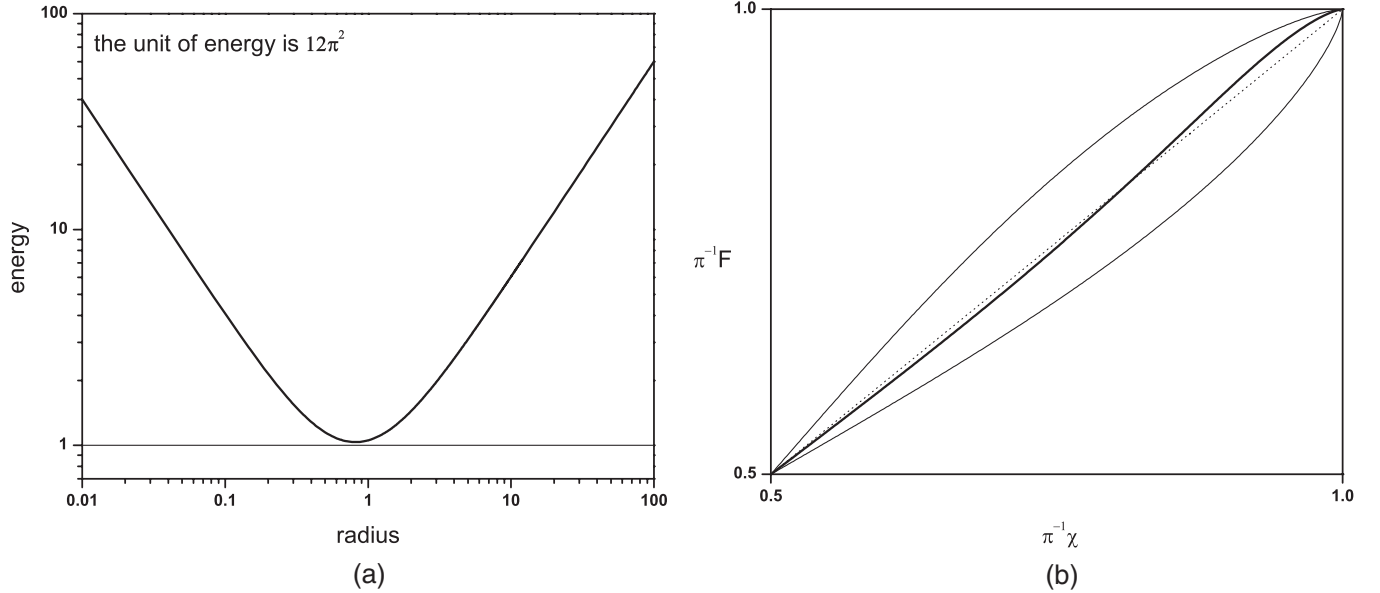 100
the unit of energy is 12π²
10
energy
1
0.01 0.1 1 10 100
radius
(a)
1.0
π⁻¹F
0.5
0.5 1.0
π⁻¹χ
(b)